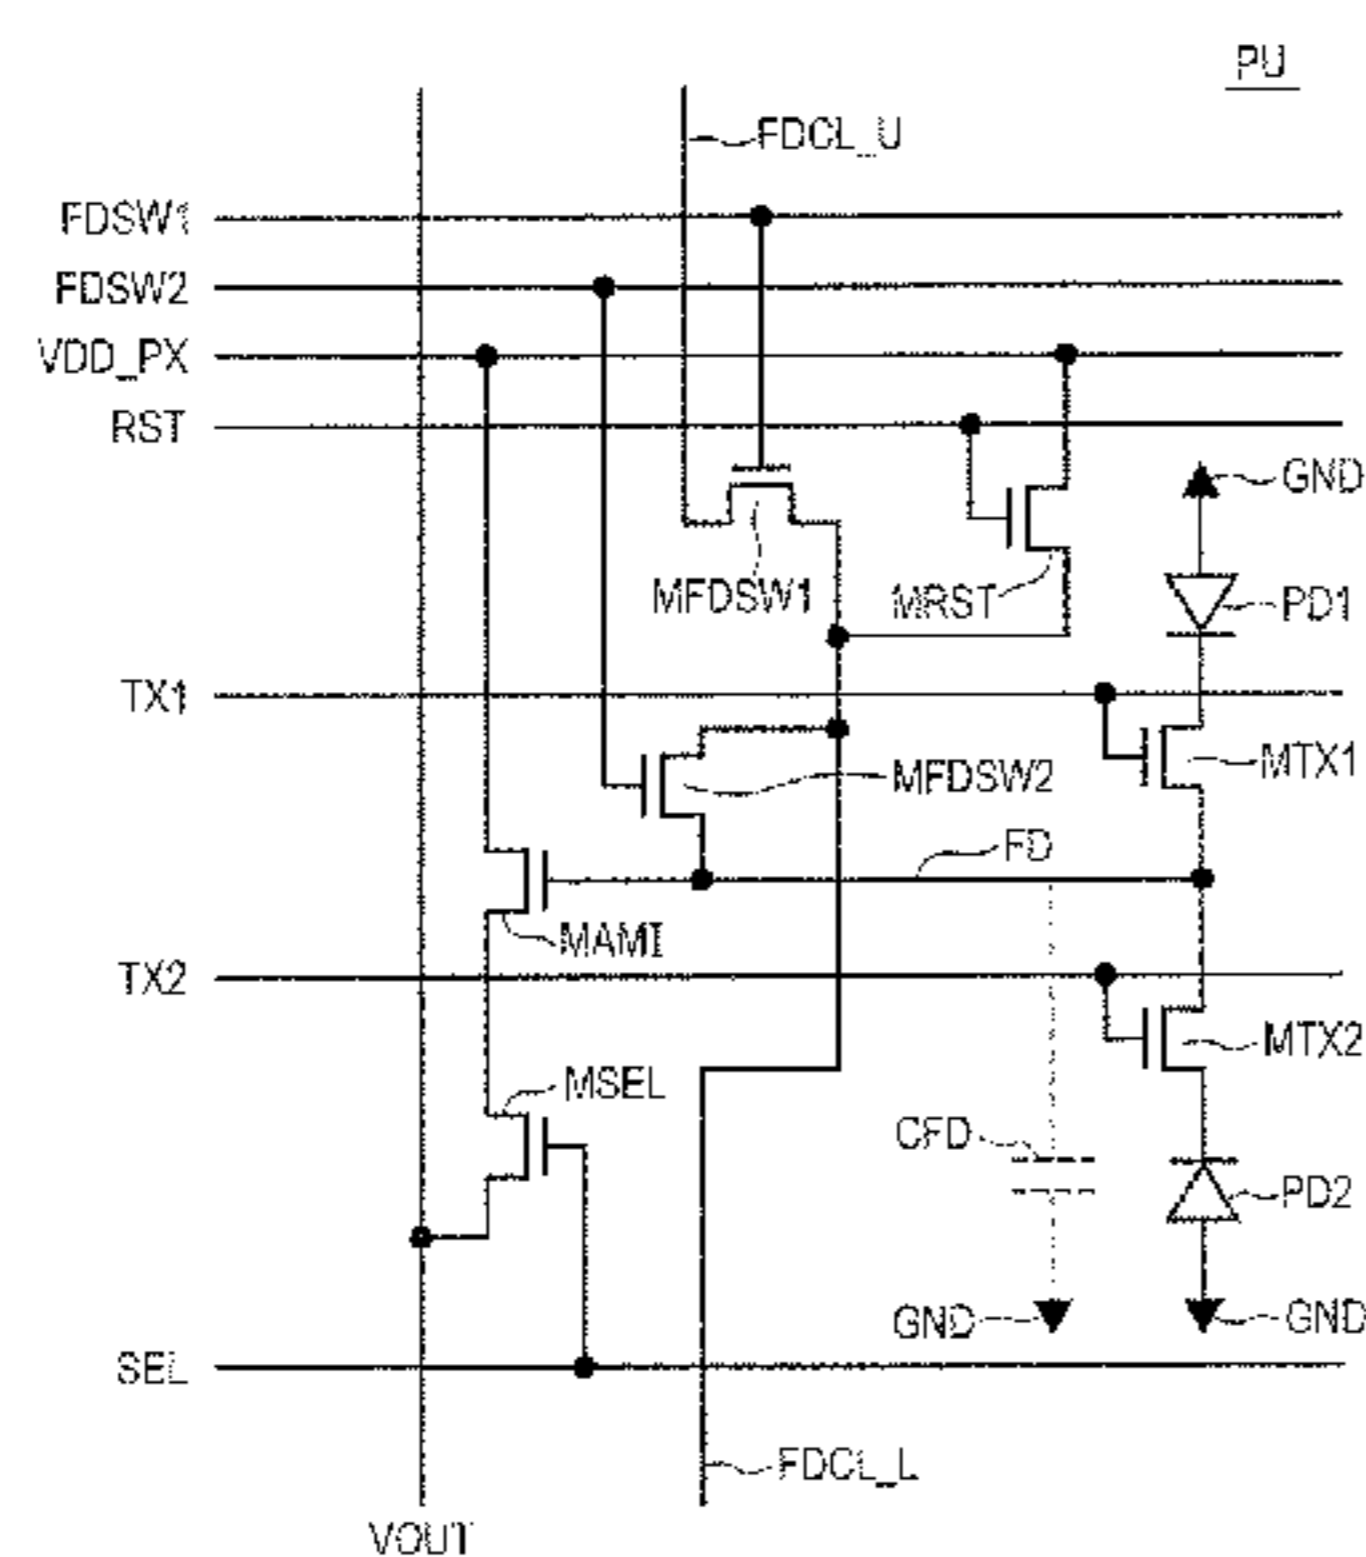 PU
FDCL_U
FDSW1
FDSW2
VDD_PX
RST
GND
MFDSW1
MRST
PD1
TX1
MTX1
MFDSW2
FD
MAMI
TX2
MTX2
MSEL
CFD
PD2
GND
GND
SEL
FDCL_L
VOUT